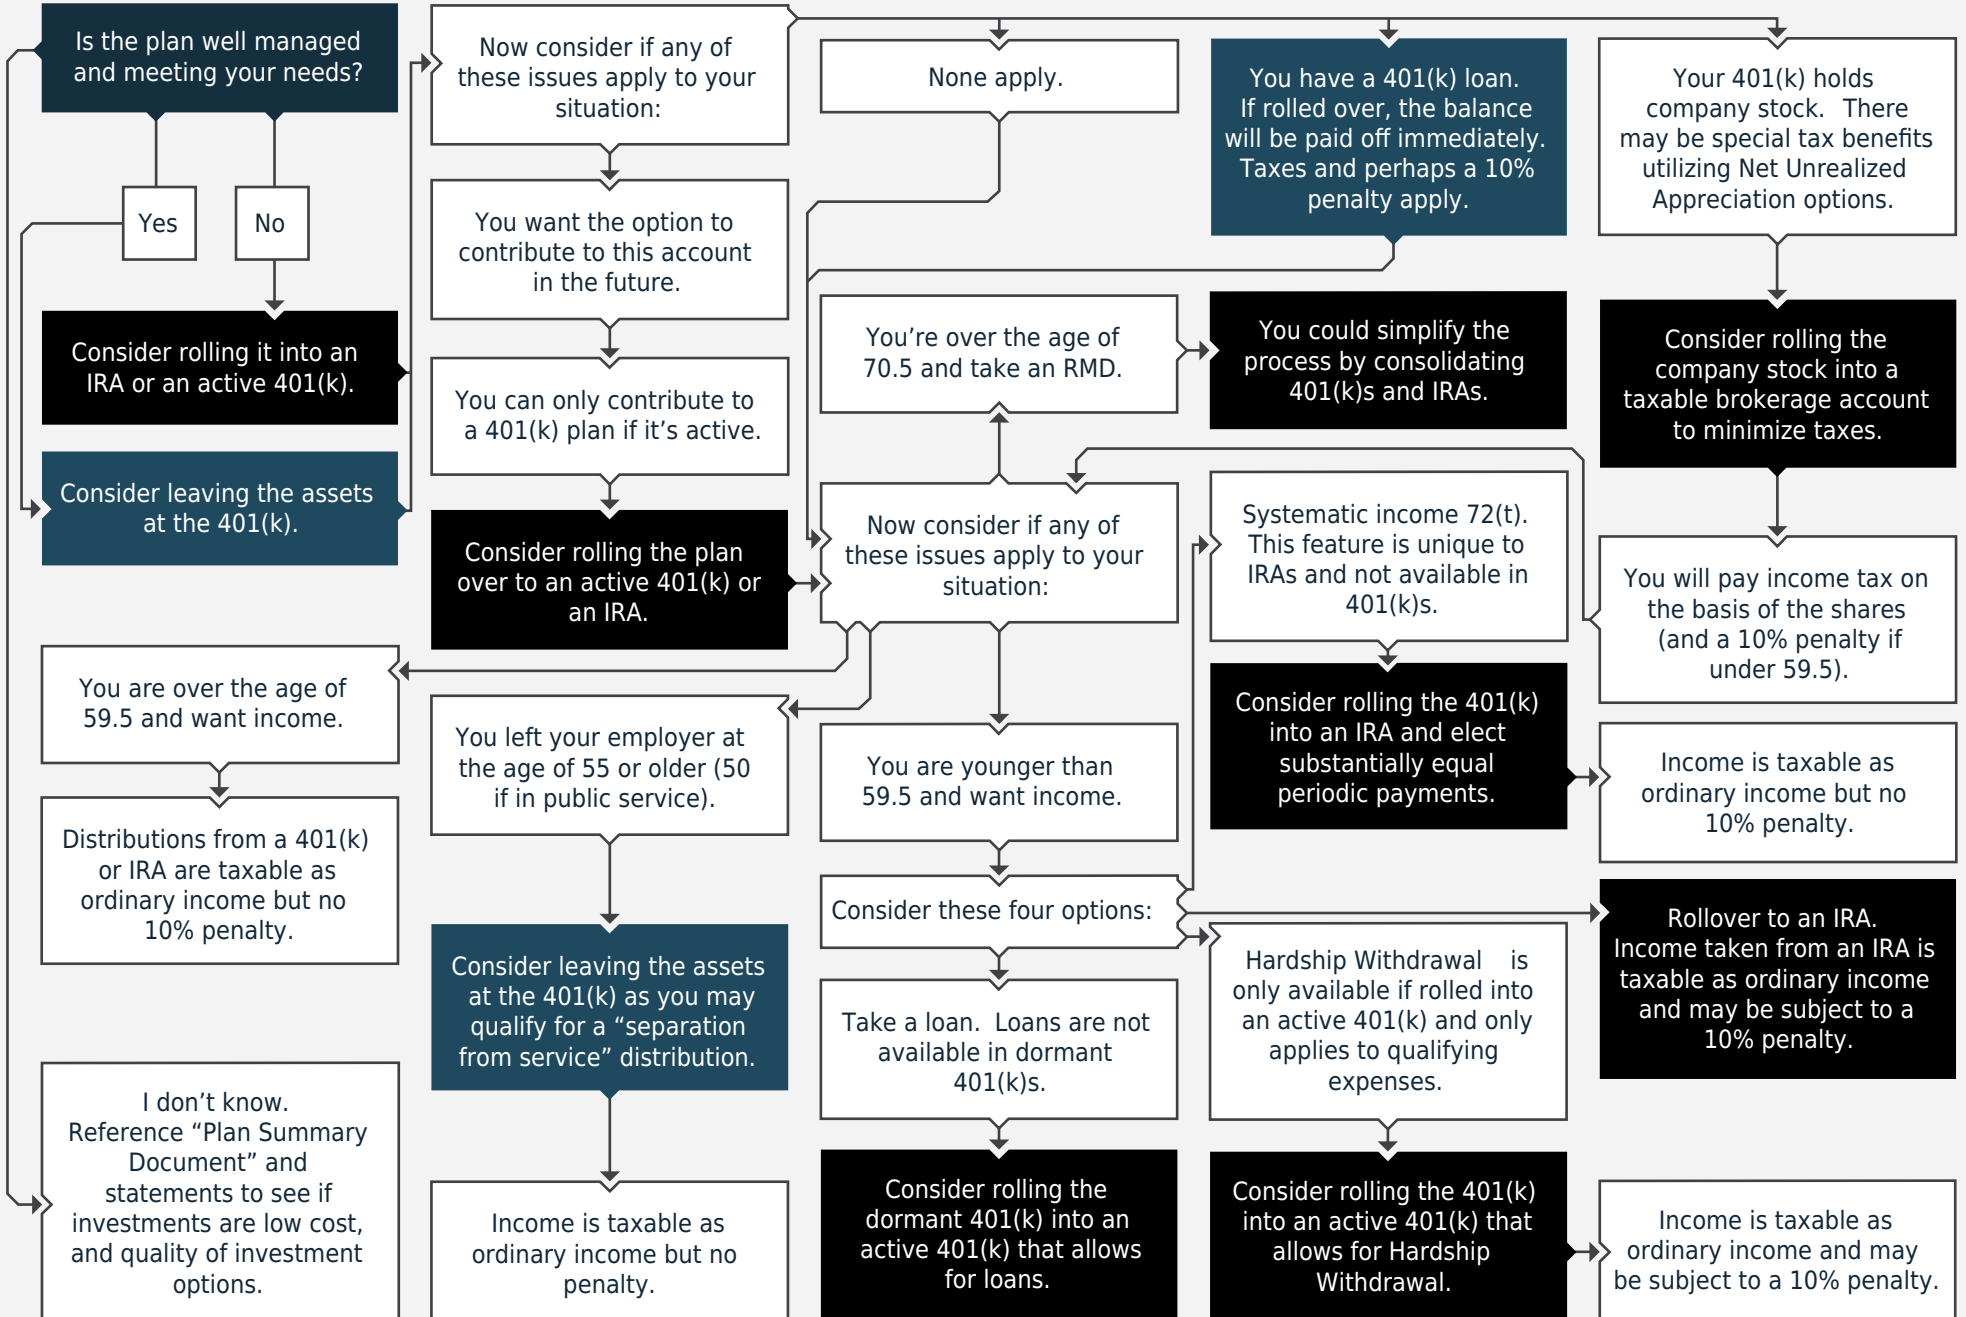 Is the plan well managed
and meeting your needs?
Yes
No
Consider rolling it into an
IRA or an active 401(k).
Consider leaving the assets
at the 401(k).
Now consider if any of
these issues apply to your
situation:
You want the option to
contribute to this account
in the future.
You can only contribute to
a 401(k) plan if it's active.
Consider rolling the plan
over to an active 401(k) or
an IRA.
None apply.
You have a 401(k) loan.
If rolled over, the balance
will be paid off immediately.
Taxes and perhaps a 10%
penalty apply.
Your 401(k) holds
company stock. There
may be special tax benefits
utilizing Net Unrealized
Appreciation options.
Consider rolling the
company stock into a
taxable brokerage account
to minimize taxes.
You will pay income tax on
the basis of the shares
(and a 10% penalty if
under 59.5).
Now consider if any of
these issues apply to your
situation:
You're over the age of
70.5 and take an RMD.
You could simplify the
process by consolidating
401(k)s and IRAs.
You are over the age of
59.5 and want income.
Distributions from a 401(k)
or IRA are taxable as
ordinary income but no
10% penalty.
You left your employer at
the age of 55 or older (50
if in public service).
Consider leaving the assets
at the 401(k) as you may
qualify for a “separation
from service” distribution.
Income is taxable as
ordinary income but no
penalty.
You are younger than
59.5 and want income.
Consider these four options:
Systematic income 72(t).
This feature is unique to
IRAs and not available in
401(k)s.
Consider rolling the 401(k)
into an IRA and elect
substantially equal
periodic payments.
Income is taxable as
ordinary income but no
10% penalty.
Rollover to an IRA.
Income taken from an IRA is
taxable as ordinary income
and may be subject to a
10% penalty.
Hardship Withdrawal is
only available if rolled into
an active 401(k) and only
applies to qualifying
expenses.
Consider rolling the 401(k)
into an active 401(k) that
allows for Hardship
Withdrawal.
Income is taxable as
ordinary income and may
be subject to a 10% penalty.
Take a loan. Loans are not
available in dormant
401(k)s.
Consider rolling the
dormant 401(k) into an
active 401(k) that allows
for loans.
I don’t know.
Reference “Plan Summary
Document” and
statements to see if
investments are low cost,
and quality of investment
options.